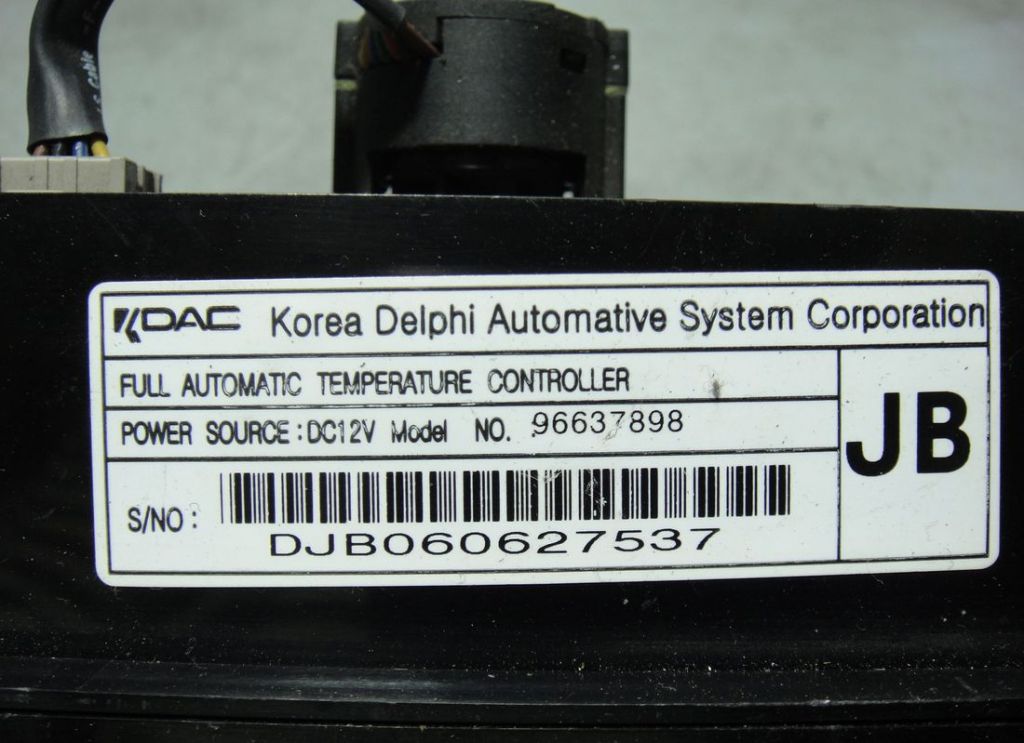 KDAC Korea Delphi Automative System Corporation
FULL AUTOMATIC TEMPERATURE CONTROLLER
POWER SOURCE : DC12V Model NO. 96637898
JB
S/NO :
DJB060627537